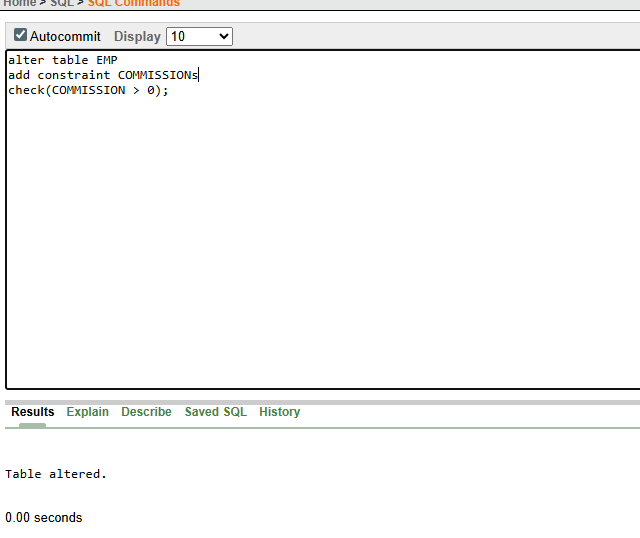 Home > SQL > SQL Commands
Autocommit Display 10
alter table EMP
add constraint COMMISSIONs
check(COMMISSION > 0);
Results Explain Describe Saved SQL History
Table altered.
0.00 seconds